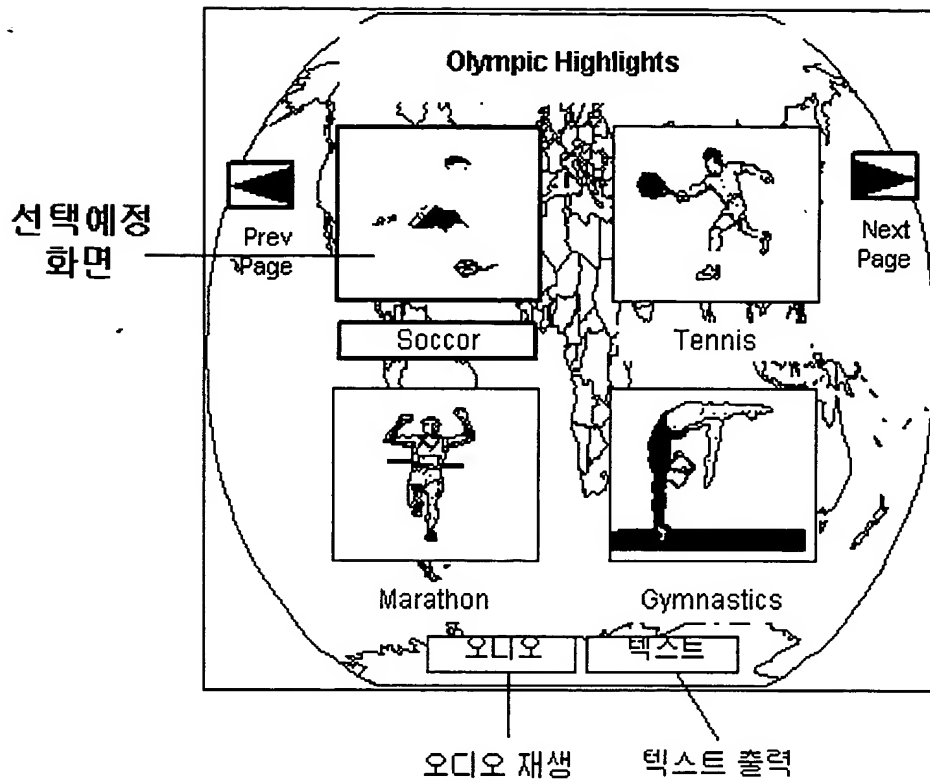 Olympic Highlights
선택예정
화면
Prev
Page
Next
Page
Soccor
Tennis
Marathon
Gymnastics
오디오
텍스트
오디오 재생
텍스트 출력